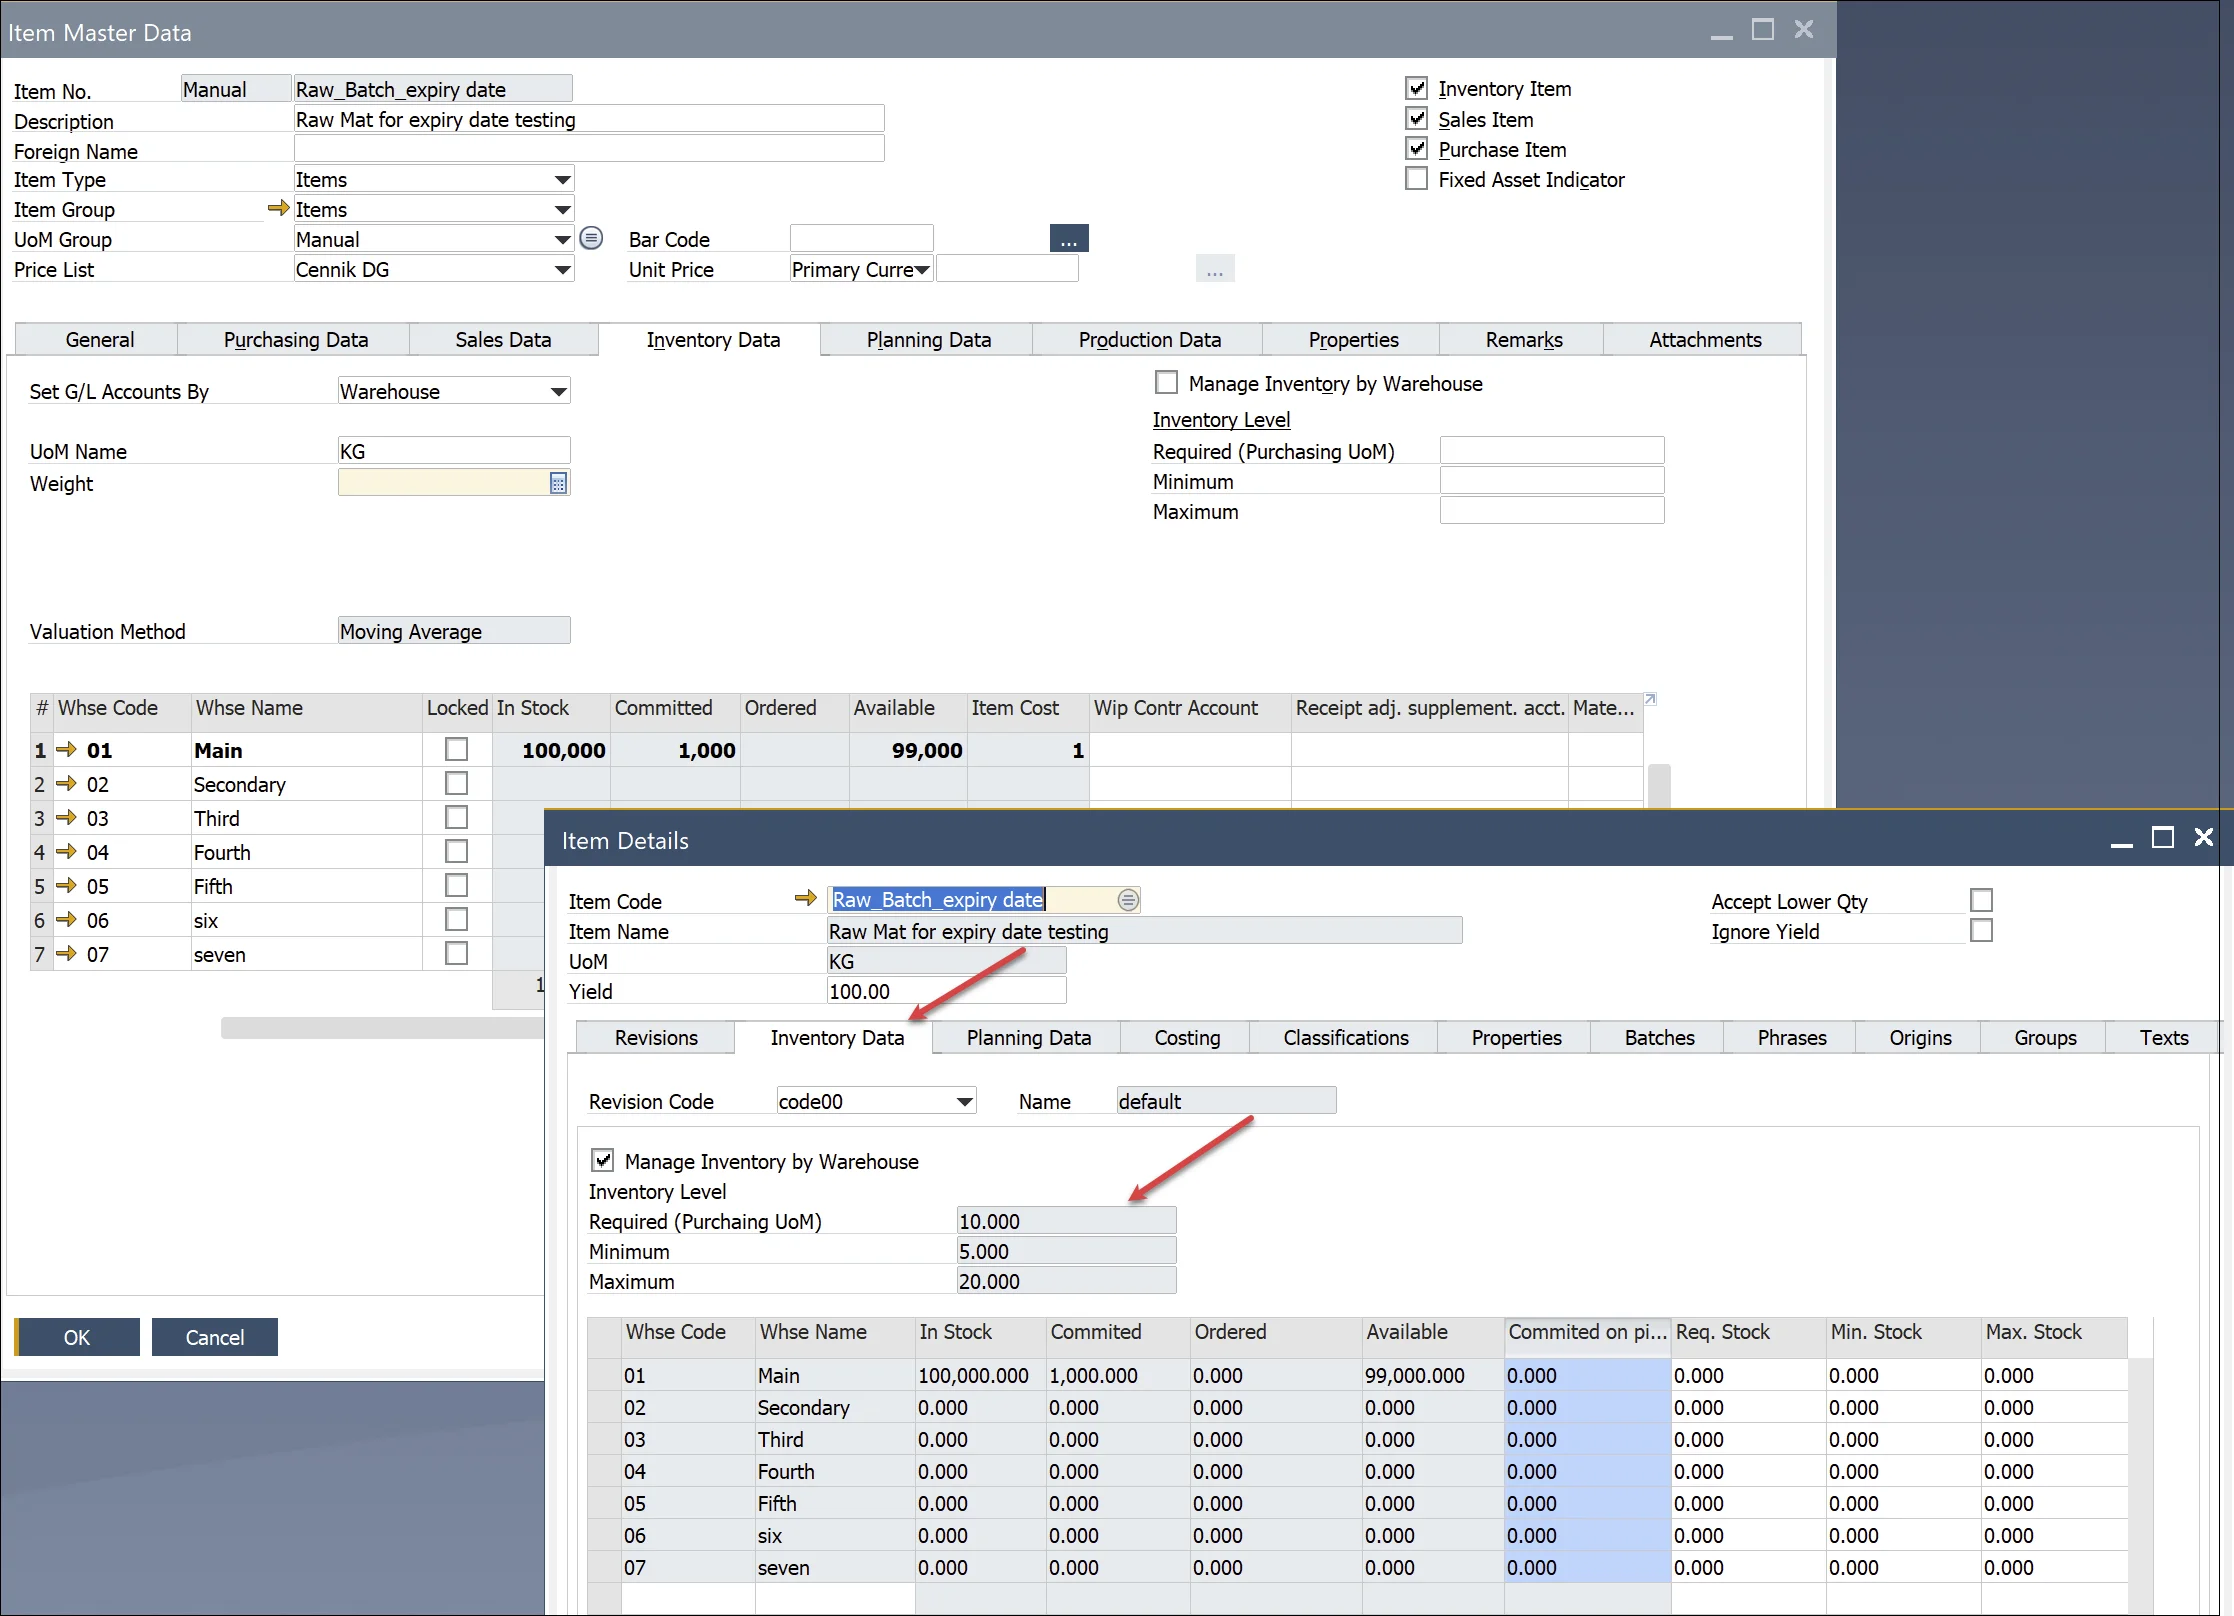 Item Master Data
Item No. Manual Raw_Batch_expiry date
Inventory Item
Description Raw Mat for expiry date testing
Sales Item
Foreign Name
Purchase Item
Item Type Items
Fixed Asset Indicator
Item Group Items
UoM Group Manual Bar Code ...
Price List Cennik DG Unit Price Primary Curre ...
General Purchasing Data Sales Data Inventory Data Planning Data Production Data Properties Remarks Attachments
Set G/L Accounts By Warehouse
Manage Inventory by Warehouse
Inventory Level
UoM Name KG
Required (Purchasing UoM)
Weight
Minimum
Maximum
Valuation Method Moving Average
# Whse Code Whse Name Locked In Stock Committed Ordered Available Item Cost Wip Contr Account Receipt adj. supplement. acct. Mate...
1 01 Main 100,000 1,000 99,000 1
2 02 Secondary
3 03 Third
4 04 Fourth
5 05 Fifth
6 06 six
7 07 seven
1
OK Cancel
Item Details
Item Code Raw_Batch_expiry date
Accept Lower Qty
Item Name Raw Mat for expiry date testing
Ignore Yield
UoM KG
Yield 100.00
Revisions Inventory Data Planning Data Costing Classifications Properties Batches Phrases Origins Groups Texts
Revision Code code00 Name default
Manage Inventory by Warehouse
Inventory Level
Required (Purchaing UoM) 10.000
Minimum 5.000
Maximum 20.000
Whse Code Whse Name In Stock Commited Ordered Available Commited on pi... Req. Stock Min. Stock Max. Stock
01 Main 100,000.000 1,000.000 0.000 99,000.000 0.000 0.000 0.000 0.000
02 Secondary 0.000 0.000 0.000 0.000 0.000 0.000 0.000 0.000
03 Third 0.000 0.000 0.000 0.000 0.000 0.000 0.000 0.000
04 Fourth 0.000 0.000 0.000 0.000 0.000 0.000 0.000 0.000
05 Fifth 0.000 0.000 0.000 0.000 0.000 0.000 0.000 0.000
06 six 0.000 0.000 0.000 0.000 0.000 0.000 0.000 0.000
07 seven 0.000 0.000 0.000 0.000 0.000 0.000 0.000 0.000